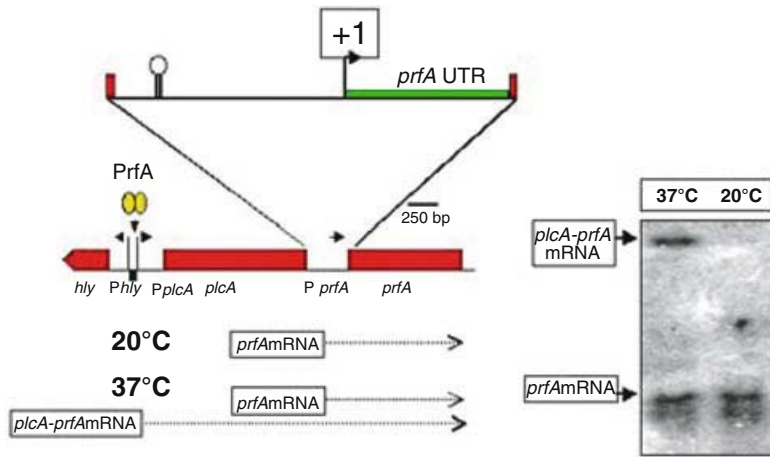 +1
prfA UTR
PrfA
250 bp
hly Phly PplcA plcA P prfA prfA
20°C prfAmRNA
37°C prfAmRNA
plcA-prfAmRNA
37°C 20°C
plcA-prfA
mRNA
prfAmRNA